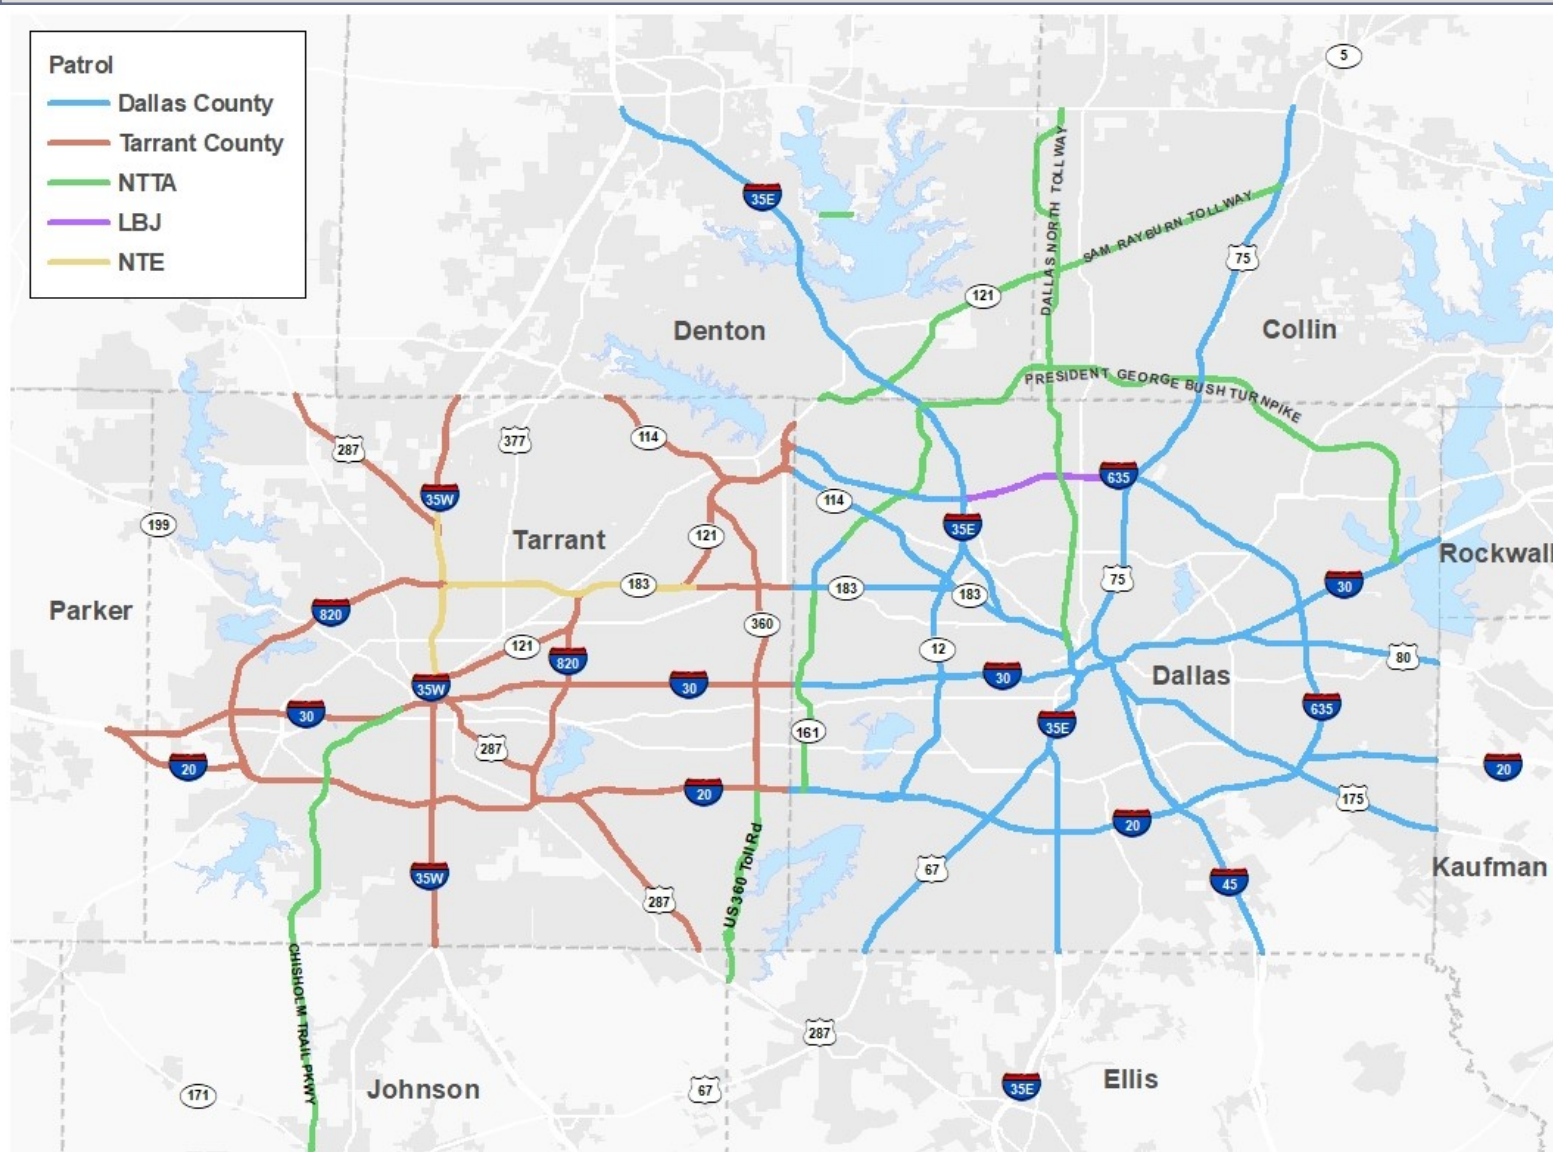 Patrol
Dallas County
Tarrant County
NTTA
LBJ
NTE
5
35E
DALLAS NORTH TOLLWAY
SAM RAYBURN TOLLWAY
75
121
Denton
Collin
PRESIDENT GEORGE BUSH TURNPIKE
287
377
114
35W
635
114
199
121
35E
Tarrant
Rockwall
75
30
183
183
183
Parker
820
121
360
12
820
80
35W
30
30
Dallas
30
635
287
161
35E
20
20
20
175
20
US 360 Toll Rd
67
35W
45
Kaufman
287
CHISHOLM TRAIL PKWY
287
Johnson
67
35E
Ellis
171